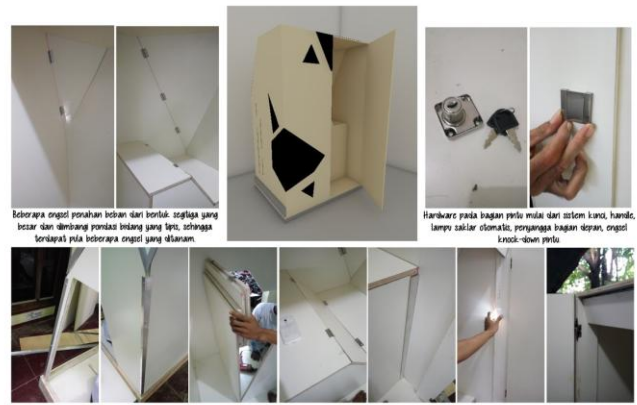 Beberapa engsel penahan beban dari bentuk segitiga yang
besar dan diimbangi pondasi bidang yang tipis, sehingga
terdapat pula beberapa engsel yang ditanam.
Hardware pada bagian pintu mulai dari sistem kunci, handle,
lampu saklar otomatis, penyangga bagian depan, engsel
knock-down pintu